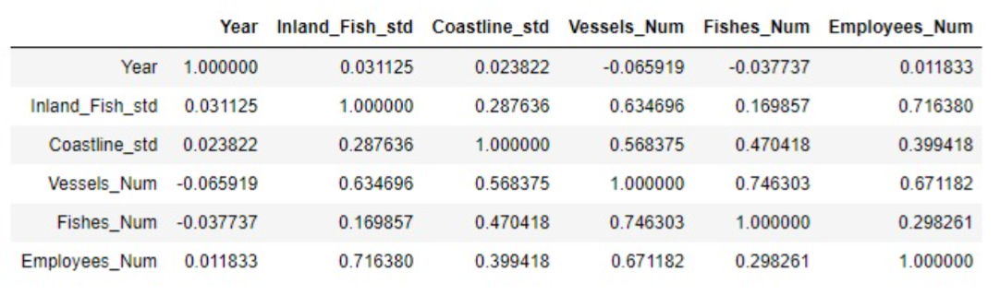 Year Inland_Fish_std Coastline_std Vessels_Num Fishes_Num Employees_Num
Year 1.000000 0.031125 0.023822 -0.065919 -0.037737 0.011833
Inland_Fish_std 0.031125 1.000000 0.287636 0.634696 0.169857 0.716380
Coastline_std 0.023822 0.287636 1.000000 0.568375 0.470418 0.399418
Vessels_Num -0.065919 0.634696 0.568375 1.000000 0.746303 0.671182
Fishes_Num -0.037737 0.169857 0.470418 0.746303 1.000000 0.298261
Employees_Num 0.011833 0.716380 0.399418 0.671182 0.298261 1.000000